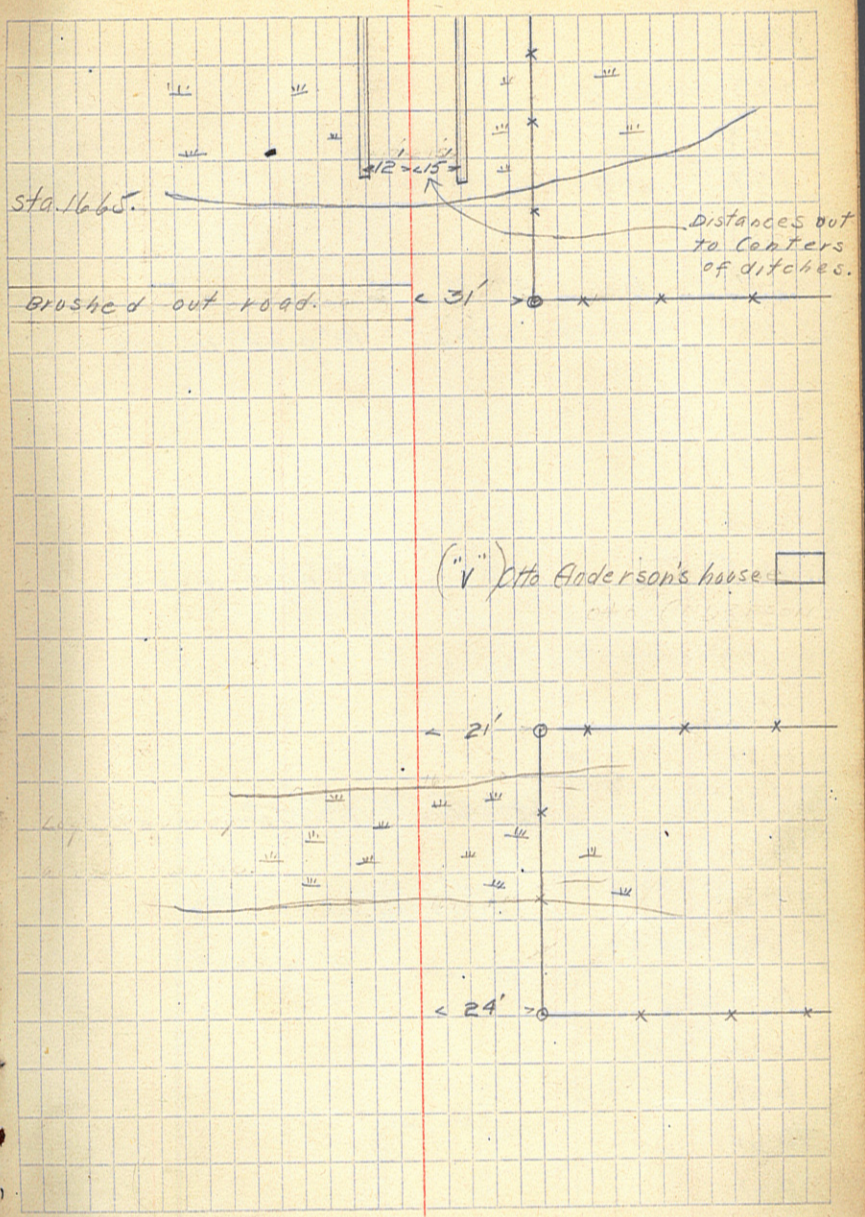 12' 15'
sta.1665.
Distances out
to Centers
of ditches.
Brushed out road.
31'
("V") Otto Anderson's house
21'
24'